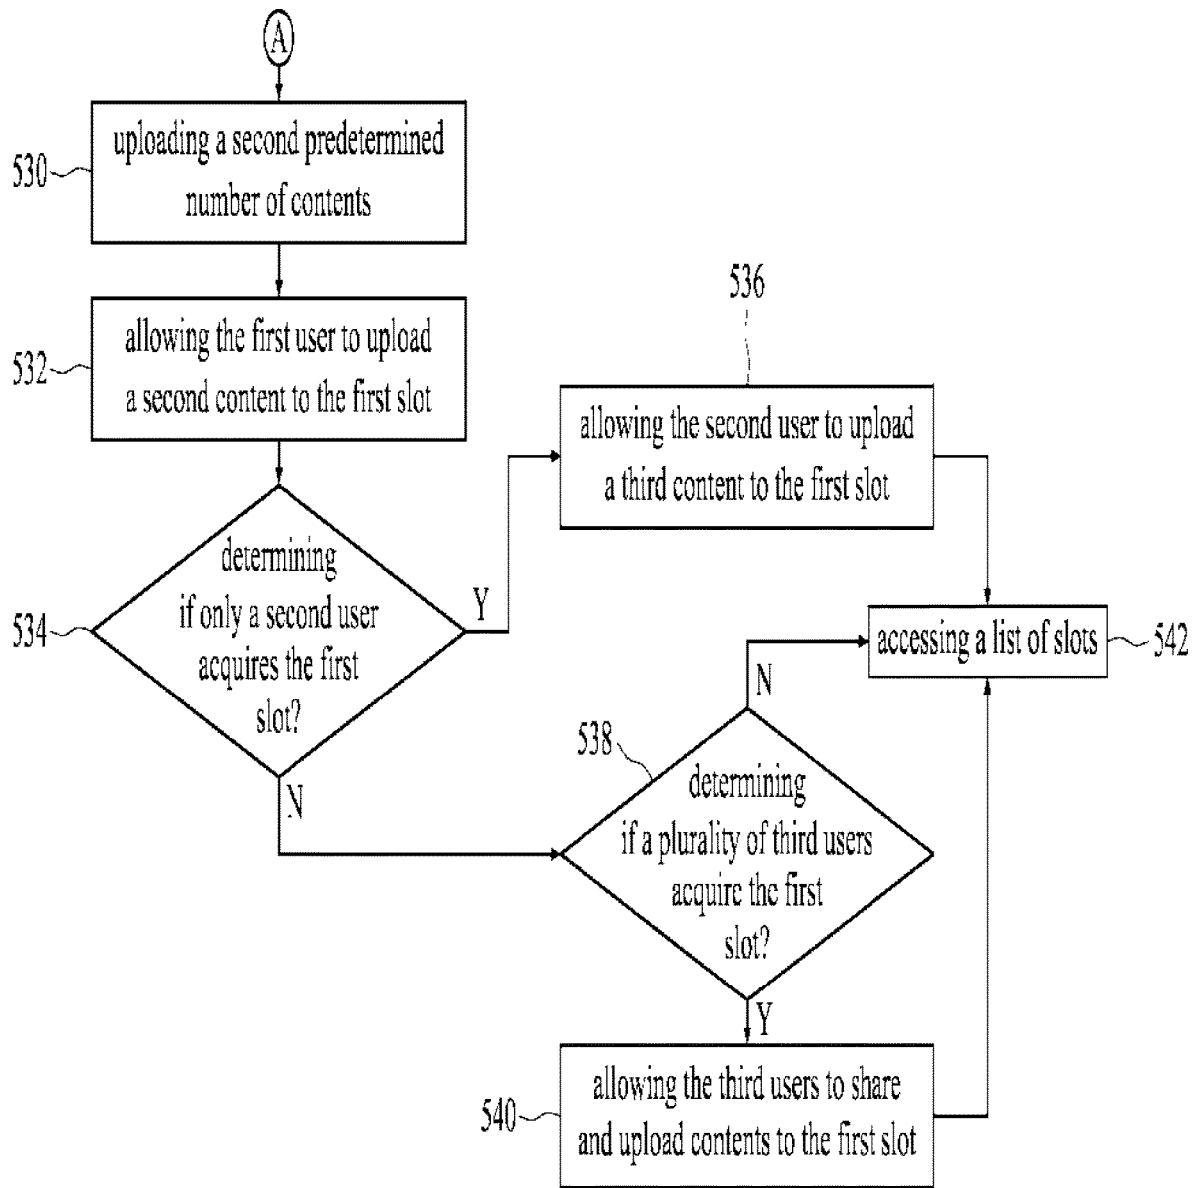 A
uploading a second predetermined
number of contents
530
allowing the first user to upload
a second content to the first slot
532
536
allowing the second user to upload
a third content to the first slot
determining
if only a second user
acquires the first
slot?
534
Y
N
accessing a list of slots
542
N
538
determining
if a plurality of third users
acquire the first
slot?
Y
allowing the third users to share
and upload contents to the first slot
540